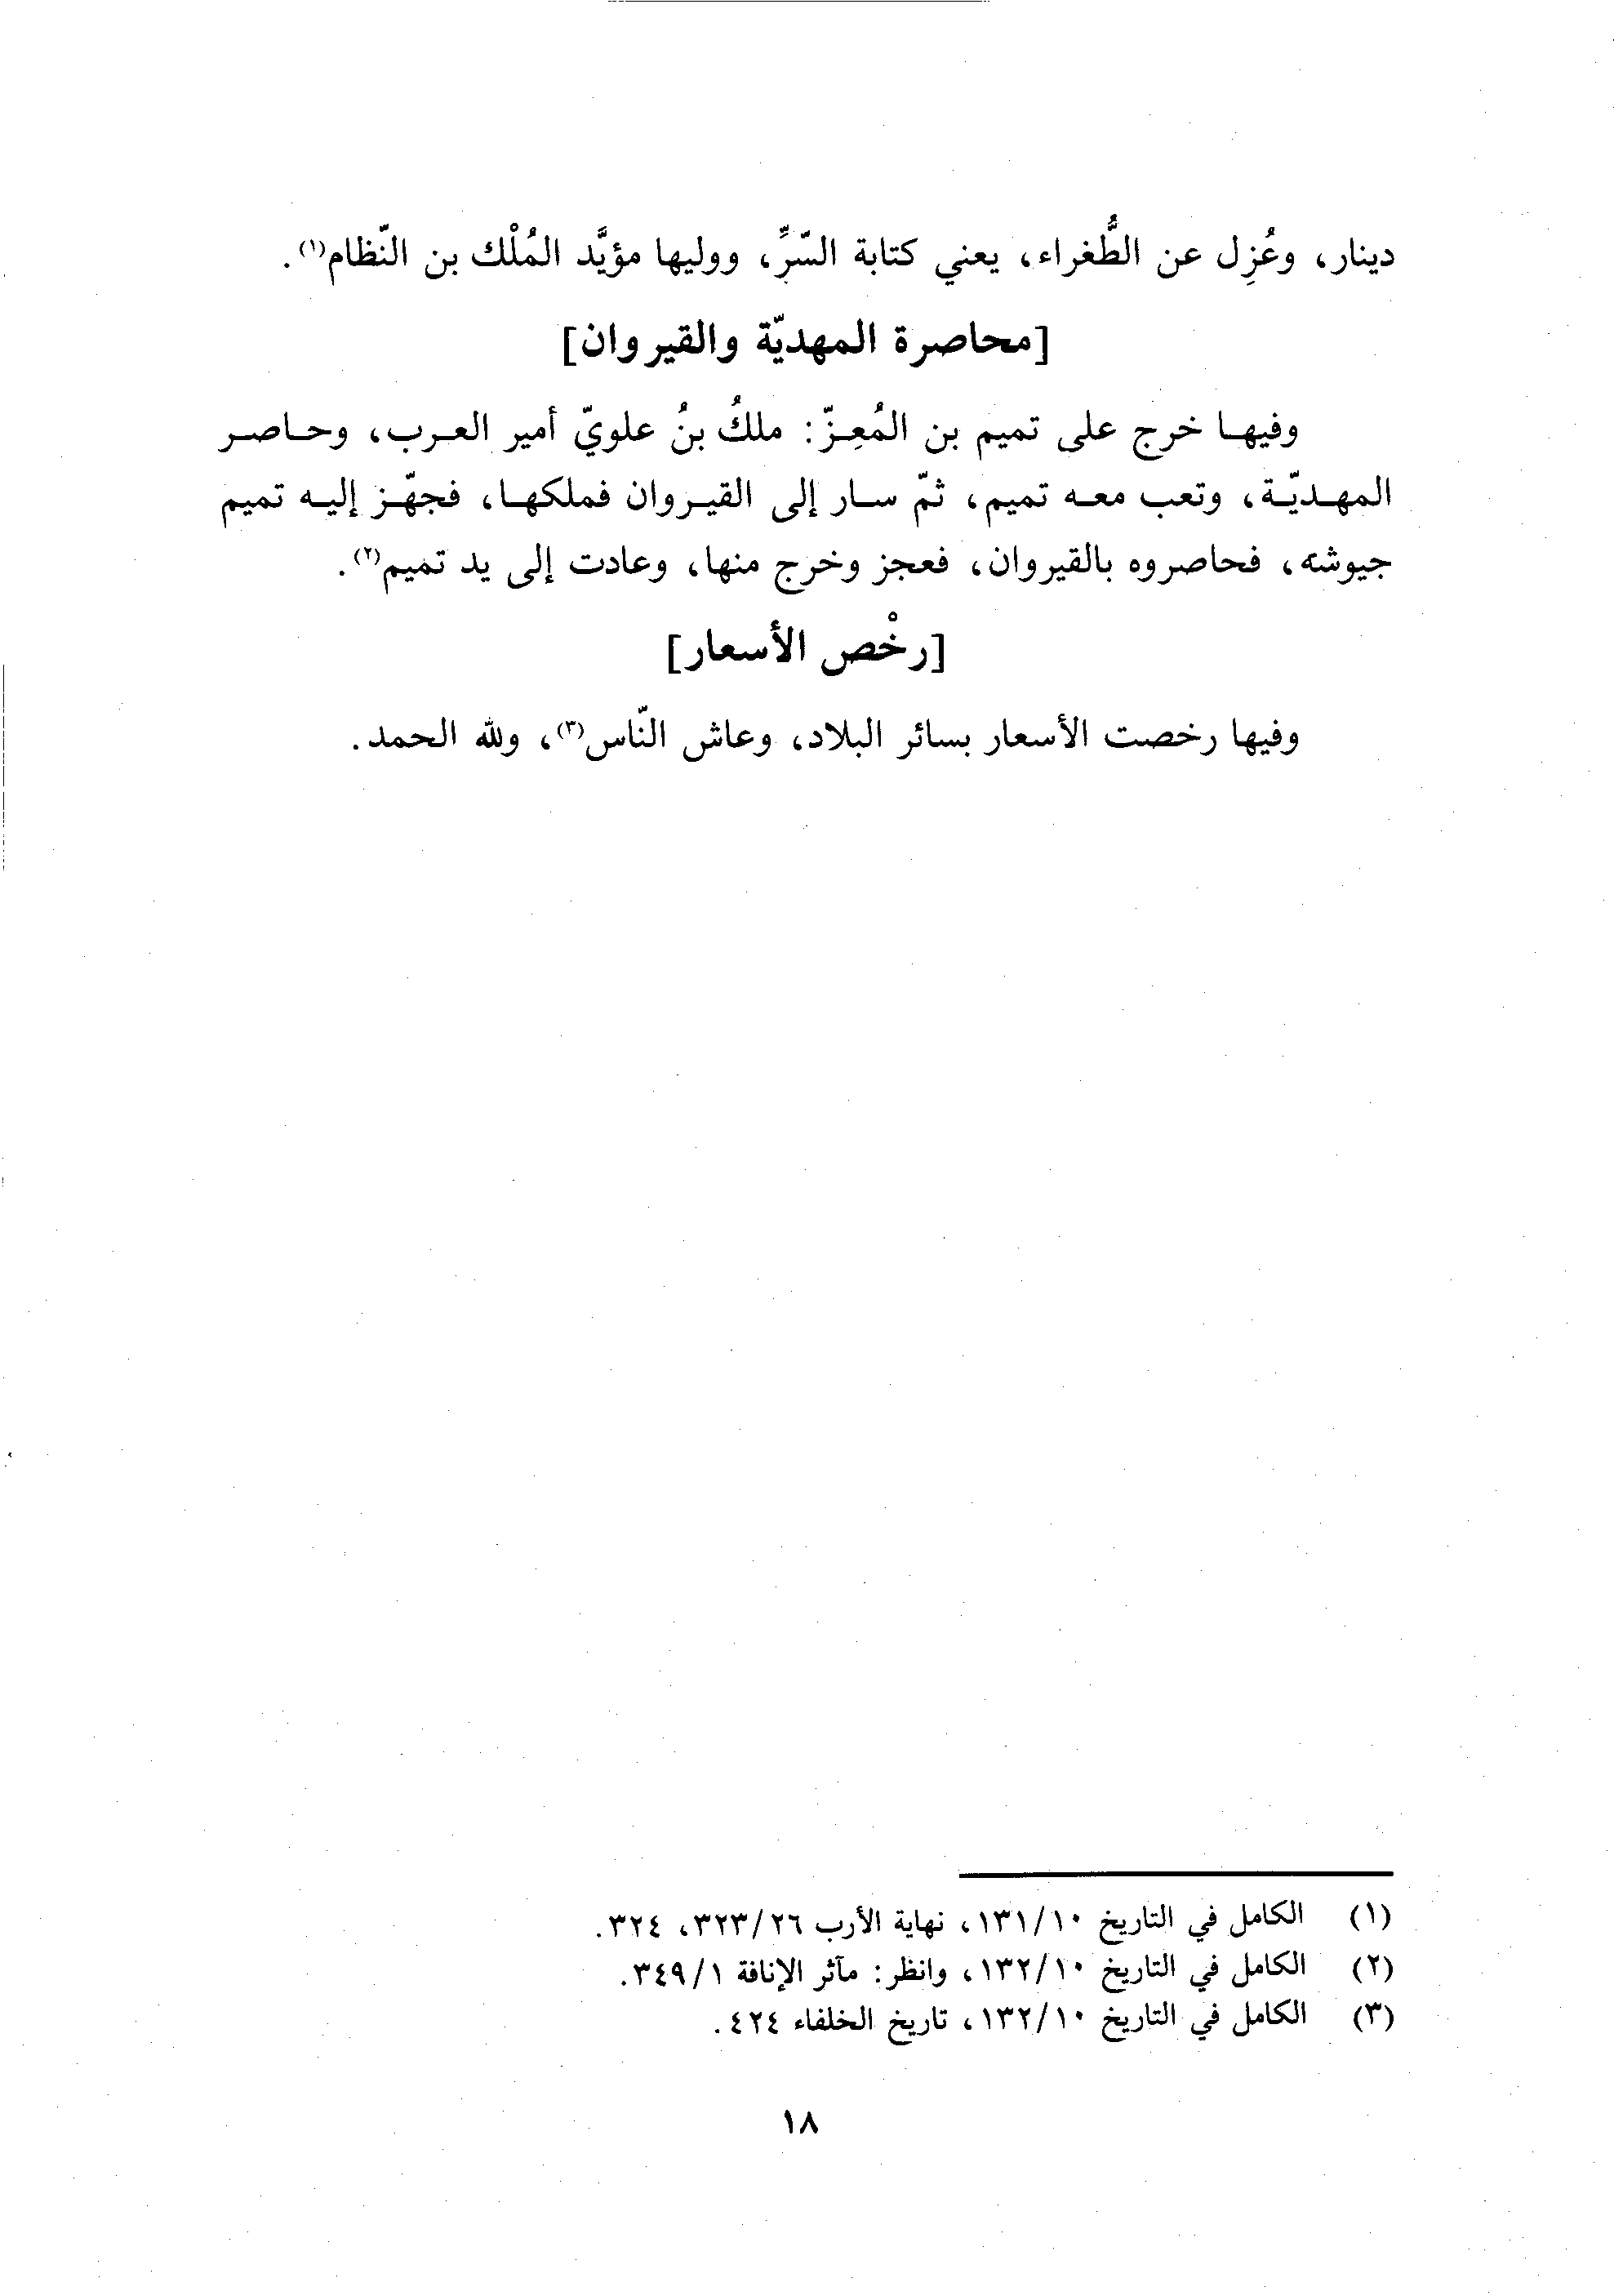 دينار، وعُزِل عن الطُّغراء، يعني كتابة السّرِّ، ووليها مؤيَّد المُلْك بن النّظام(١).
[محاصرة المهديّة والقيروان]
وفيها خرج على تميم بن المُعِزّ: ملكُ بنُ علويّ أمير العرب، وحاصر
المهديّة، وتعب معه تميم، ثمّ سار إلى القيروان فملكها، فجهّز إليه تميم
جيوشه، فحاصروه بالقيروان، فعجز وخرج منها، وعادت إلى يد تميم(٢).
[رخْص الأسعار]
وفيها رخصت الأسعار بسائر البلاد، وعاش النّاس(٣)، ولله الحمد.
(١) الكامل في التاريخ ١٣١/١٠، نهاية الأرب ٣٢٣/٢٦، ٣٢٤.
(٢) الكامل في التاريخ ١٣٢/١٠، وانظر: مآثر الإنافة ٣٤٩/١.
(٣) الكامل في التاريخ ١٣٢/١٠، تاريخ الخلفاء ٤٢٤.
١٨